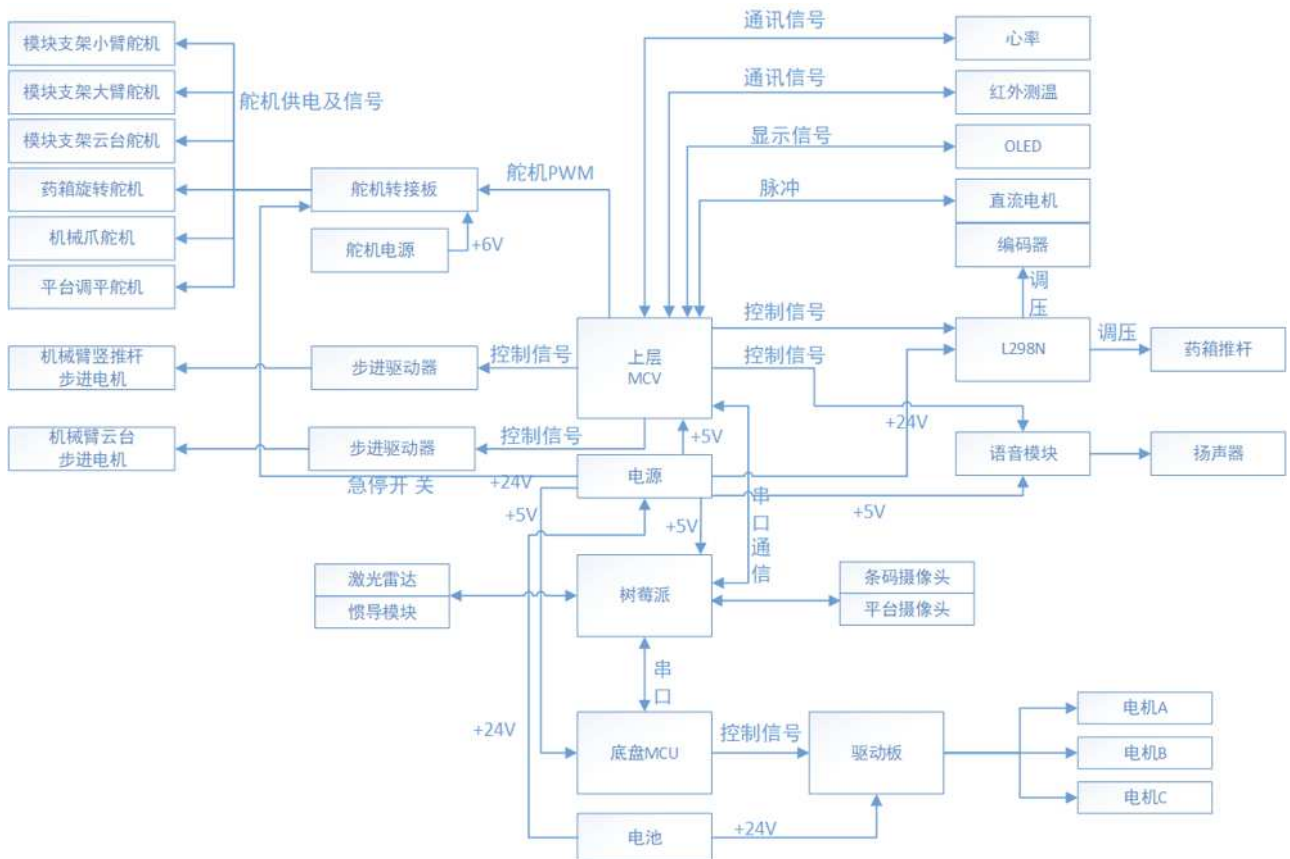 通讯信号
模块支架小臂舵机
心率
通讯信号
模块支架大臂舵机
舵机供电及信号
红外测温
模块支架云台舵机
显示信号
OLED
药箱旋转舵机
舵机转接板
舵机PWM
脉冲
直流电机
机械爪舵机
舵机电源
+6V
编码器
平台调平舵机
调
压
控制信号
机械臂竖推杆
步进电机
步进驱动器
控制信号
上层
MCV
控制信号
L298N
调压
药箱推杆
+24V
机械臂云台
步进电机
步进驱动器
控制信号
+5V
语音模块
扬声器
急停开 关
+24V
电源
+5V
+5V
+5V
串
口
通
信
激光雷达
惯导模块
树莓派
条码摄像头
平台摄像头
串
口
+24V
底盘MCU
控制信号
驱动板
电机A
电机B
电机C
电池
+24V